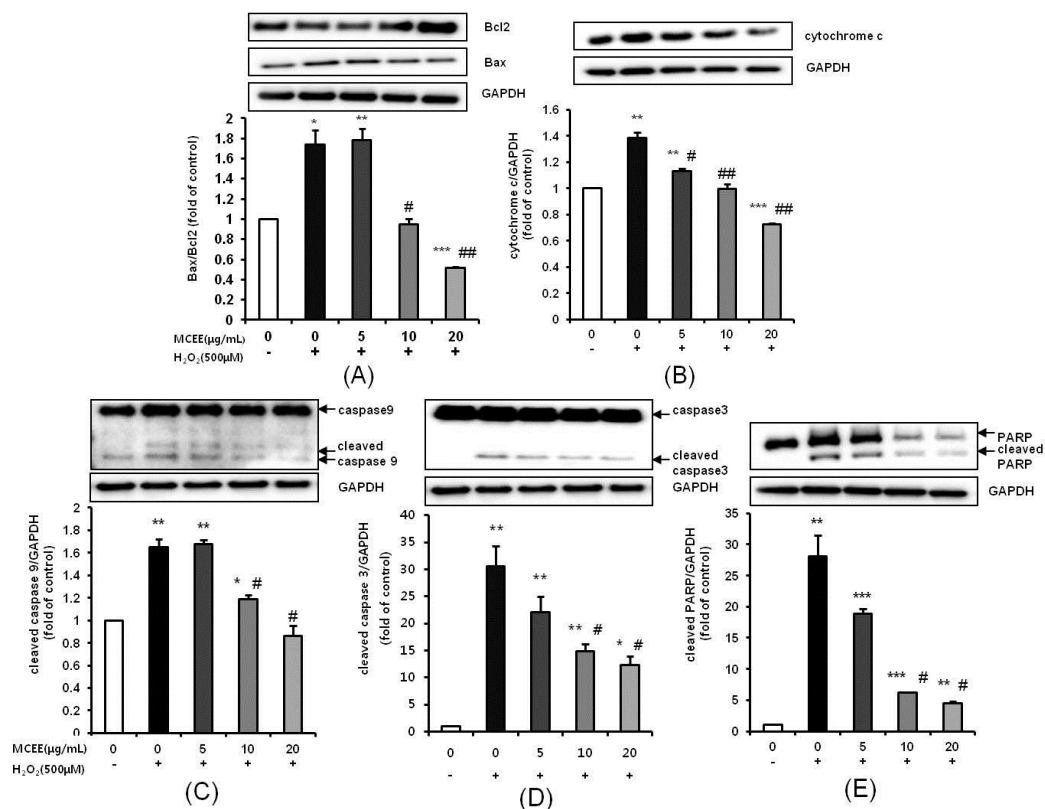 Bcl2
Bax
GAPDH
Bax/Bcl2 (fold of control)
2
1.8
1.6
1.4
1.2
1
0.8
0.6
0.4
0.2
0
*
**
#
*** ##
MCEE(μg/mL) 0 0 5 10 20
H₂O₂(500μM) - + + + +
(A)
cytochrome c
GAPDH
cytochrome c/GAPDH
(fold of control)
1.6
1.4
1.2
1
0.8
0.6
0.4
0.2
0
**
** #
##
*** ##
0 0 5 10 20
- + + + +
(B)
caspase9
cleaved
caspase 9
GAPDH
cleaved caspase 9/GAPDH
(fold of control)
2
1.8
1.6
1.4
1.2
1
0.8
0.6
0.4
0.2
0
**
**
* #
#
MCEE(μg/mL) 0 0 5 10 20
H₂O₂(500μM) - + + + +
(C)
caspase3
cleaved
caspase3
GAPDH
cleaved caspase 3/GAPDH
(fold of control)
40
35
30
25
20
15
10
5
0
**
**
** #
* #
0 0 5 10 20
- + + + +
(D)
PARP
cleaved
PARP
GAPDH
cleaved PARP/GAPDH
(fold of control)
35
30
25
20
15
10
5
0
**
***
*** #
** #
0 0 5 10 20
- + + + +
(E)